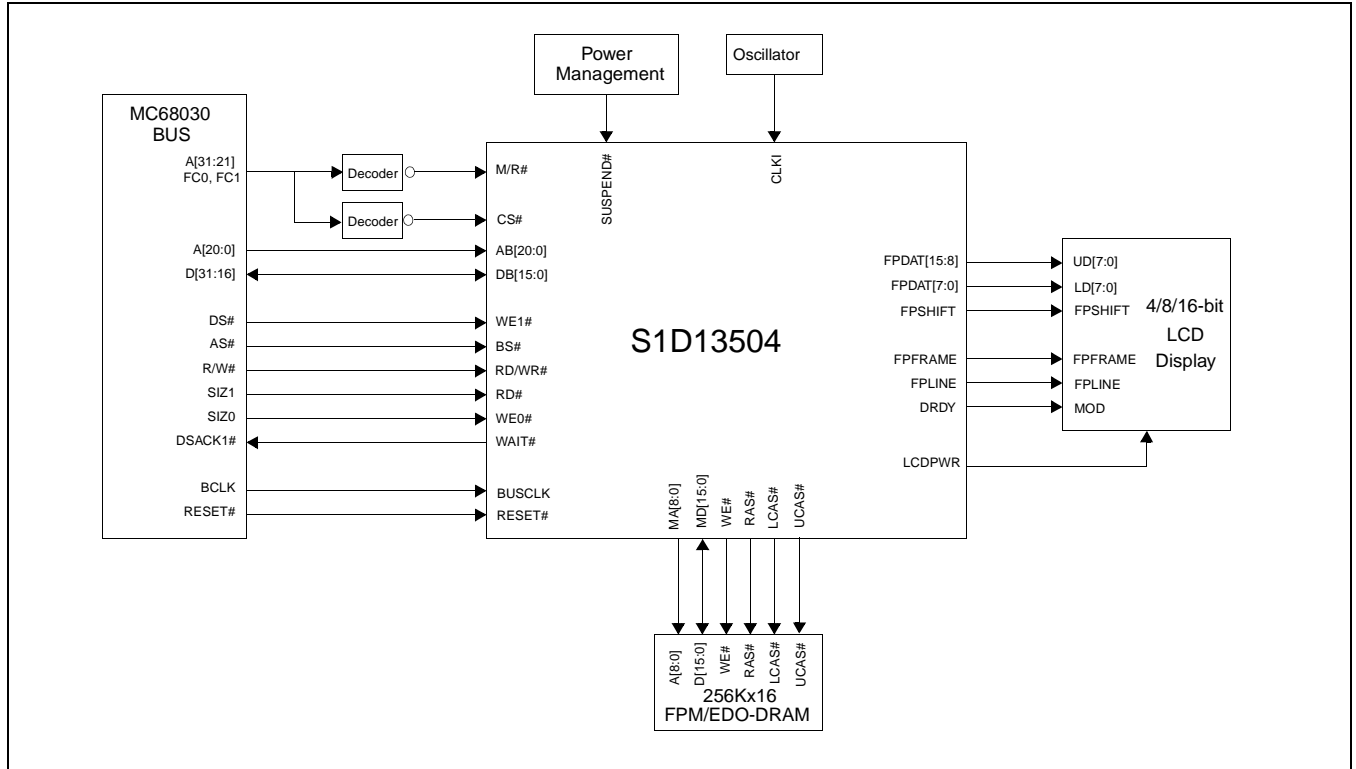 Power
Management
Oscillator
MC68030
BUS
A[31:21]
FC0, FC1
Decoder
M/R#
SUSPEND#
CLKI
Decoder
CS#
A[20:0]
AB[20:0]
D[31:16]
DB[15:0]
FPDAT[15:8]
UD[7:0]
FPDAT[7:0]
LD[7:0]
FPSHIFT
FPSHIFT
4/8/16-bit
LCD
Display
DS#
WE1#
AS#
BS#
S1D13504
R/W#
RD/WR#
FPFRAME
FPFRAME
SIZ1
RD#
FPLINE
FPLINE
SIZ0
WE0#
DRDY
MOD
DSACK1#
WAIT#
LCDPWR
BCLK
BUSCLK
RESET#
RESET#
MA[8:0]
MD[15:0]
WE#
RAS#
LCAS#
UCAS#
A[8:0]
D[15:0]
WE#
RAS#
LCAS#
UCAS#
256Kx16
FPM/EDO-DRAM